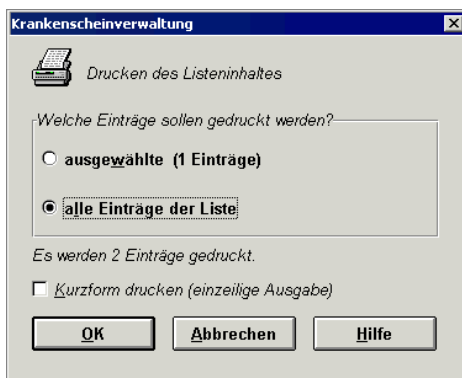 Krankenscheinverwaltung
Drucken des Listeninhaltes
Welche Einträge sollen gedruckt werden?
ausgewählte (1 Einträge)
alle Einträge der Liste
Es werden 2 Einträge gedruckt.
Kurzform drucken (einzeilige Ausgabe)
OK Abbrechen Hilfe